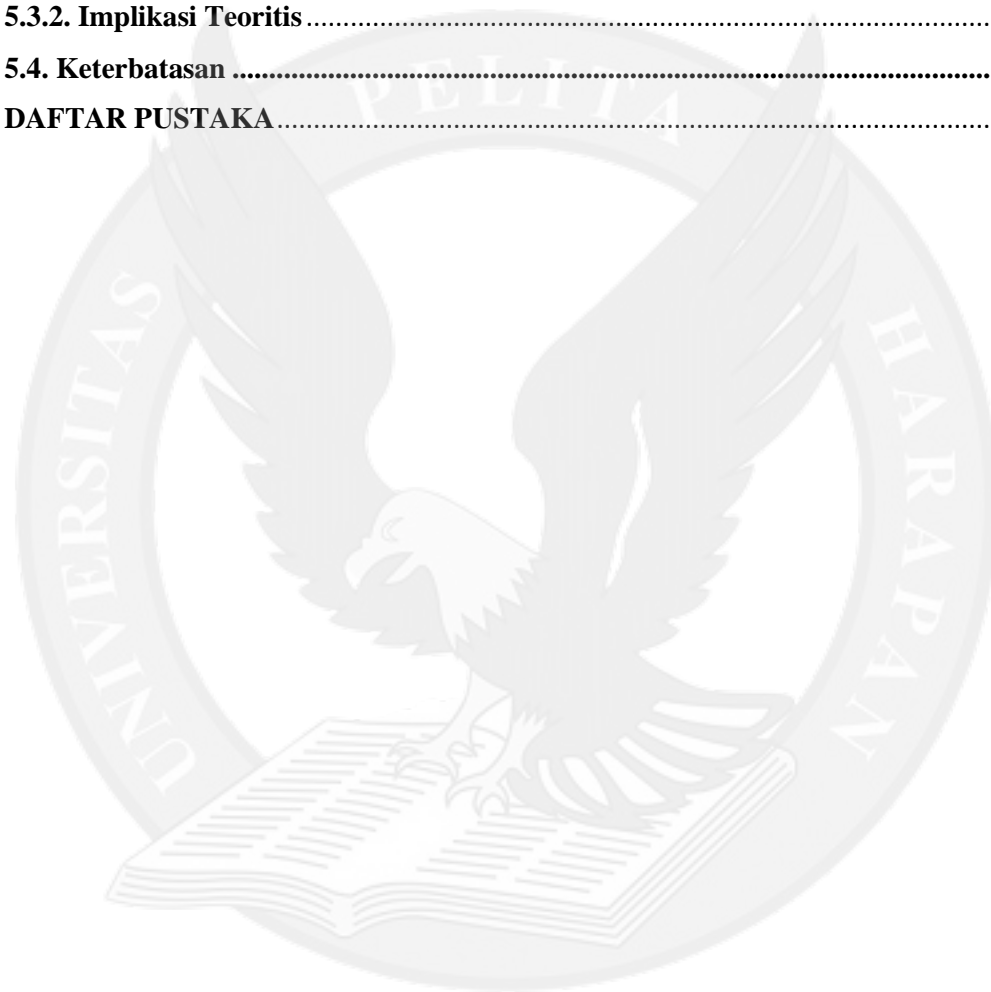 5.3.2. Implikasi Teoritis ........................................................................................................
5.4. Keterbatasan ........................................................................................................
DAFTAR PUSTAKA ........................................................................................................
UNIVERSITAS PELITA HARAPAN